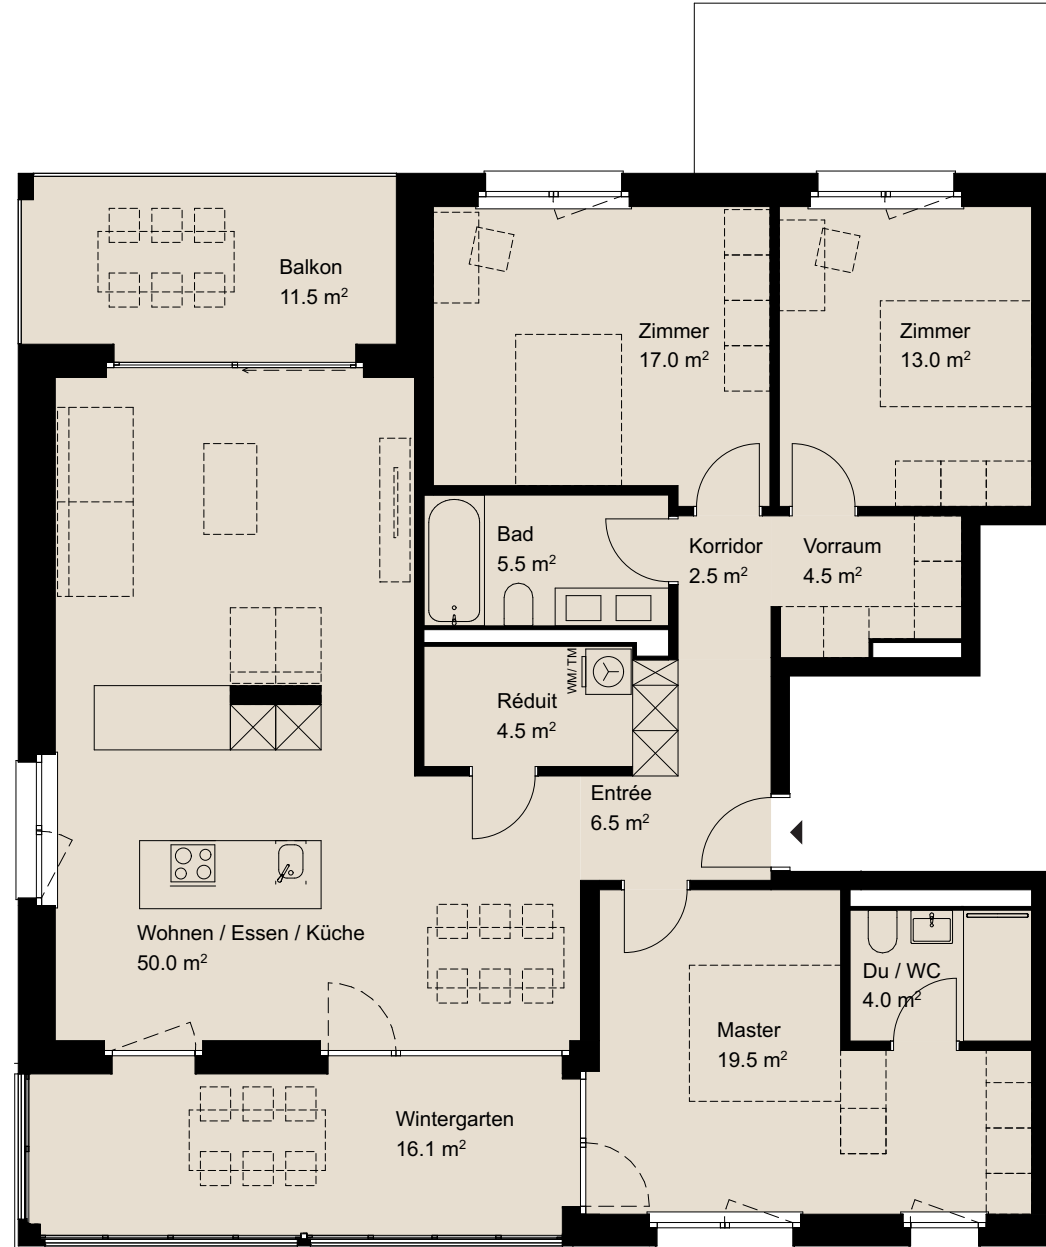 Balkon
11.5 m²
Zimmer
17.0 m²
Zimmer
13.0 m²
Bad
5.5 m²
Korridor
2.5 m²
Vorraum
4.5 m²
WM/TM
Réduit
4.5 m²
Entrée
6.5 m²
Wohnen / Essen / Küche
50.0 m²
Du / WC
4.0 m²
Master
19.5 m²
Wintergarten
16.1 m²